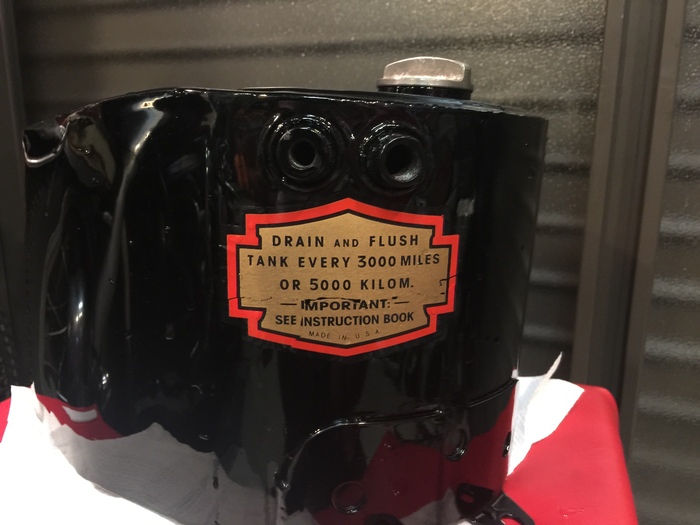 DRAIN AND FLUSH
TANK EVERY 3000 MILES
OR 5000 KILOM.
— IMPORTANT: —
SEE INSTRUCTION BOOK
MADE IN U.S.A.